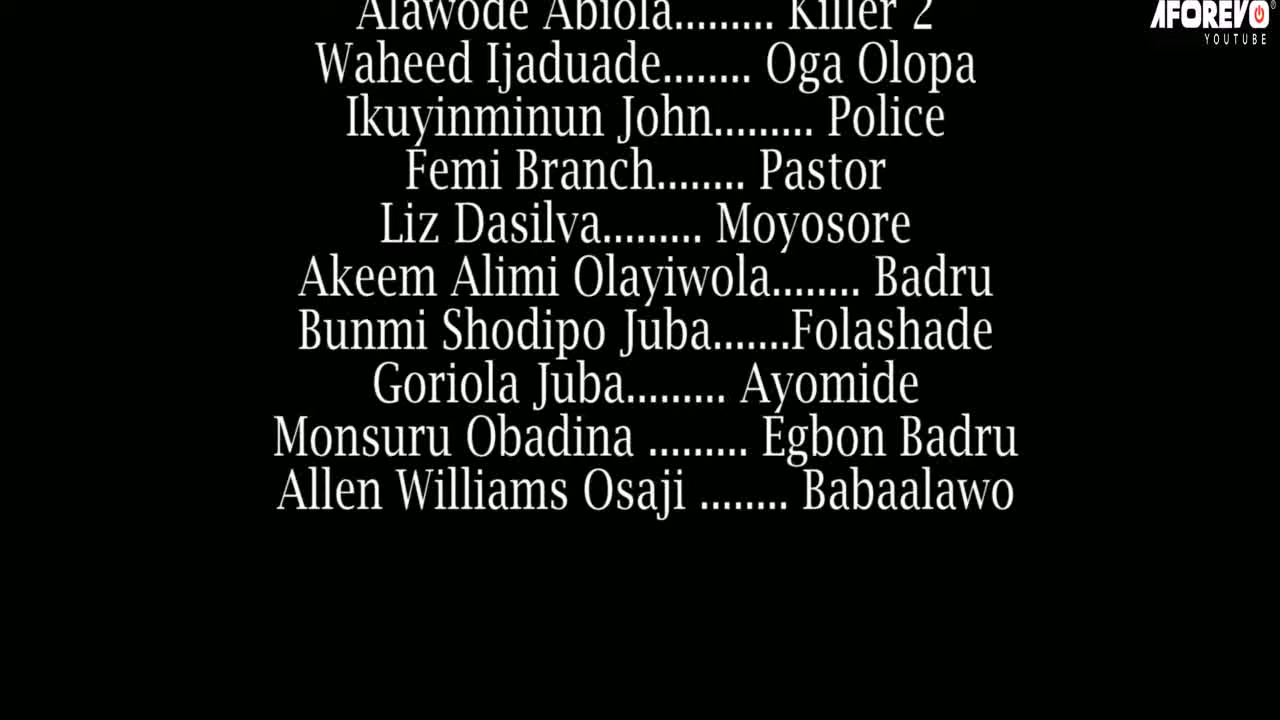 Alawode Abiola......... Killer 2
AFOREVO
YOUTUBE
Waheed Ijaduade........ Oga Olopa
Ikuyinminun John......... Police
Femi Branch........ Pastor
Liz Dasilva......... Moyosore
Akeem Alimi Olayiwola........ Badru
Bunmi Shodipo Juba.......Folashade
Goriola Juba......... Ayomide
Monsuru Obadina ......... Egbon Badru
Allen Williams Osaji ........ Babaalawo